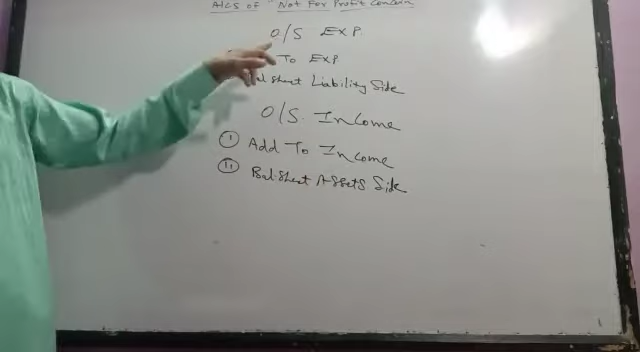 A/CS OF "Not For Profit Concern
O/S EXP.
To EXP.
Sheet Liability Side
O/S. Income
I Add To Income
II Bal.Sheet Assets Side